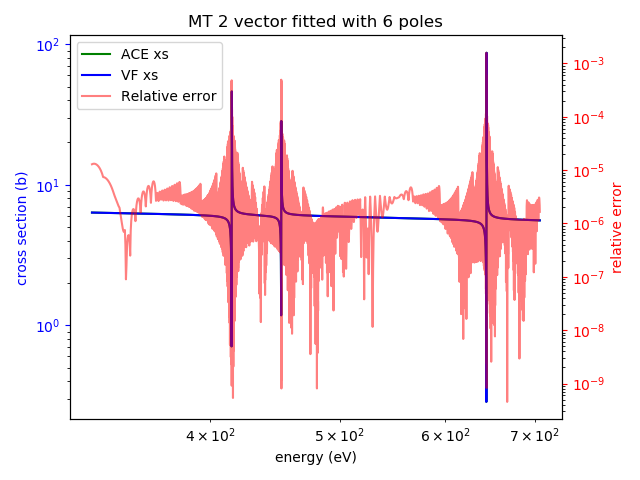 MT 2 vector fitted with 6 poles
ACE xs
VF xs
Relative error
cross section (b)
10²
10¹
10⁰
relative error
10⁻³
10⁻⁴
10⁻⁵
10⁻⁶
10⁻⁷
10⁻⁸
10⁻⁹
4 × 10² 5 × 10² 6 × 10² 7 × 10²
energy (eV)